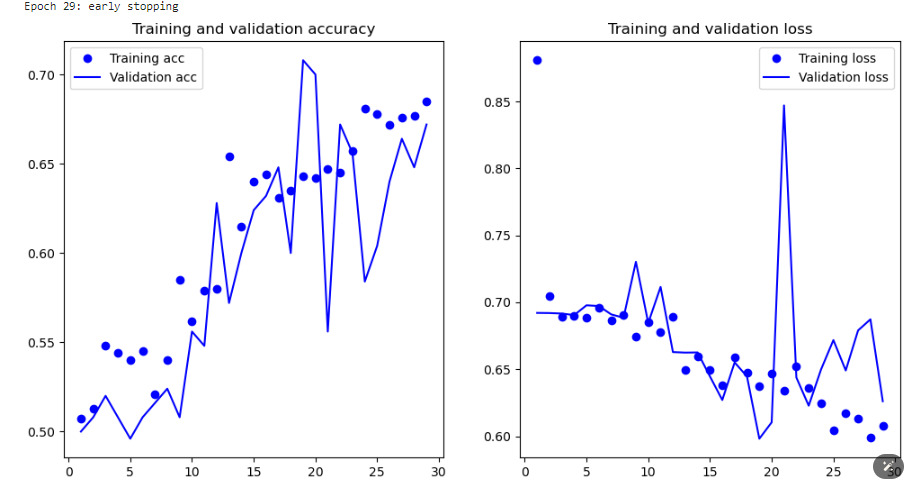 Epoch 29: early stopping
Training and validation accuracy
Training acc
Validation acc
0.70
0.65
0.60
0.55
0.50
0 5 10 15 20 25 30
Training and validation loss
Training loss
Validation loss
0.85
0.80
0.75
0.70
0.65
0.60
0 5 10 15 20 25 30